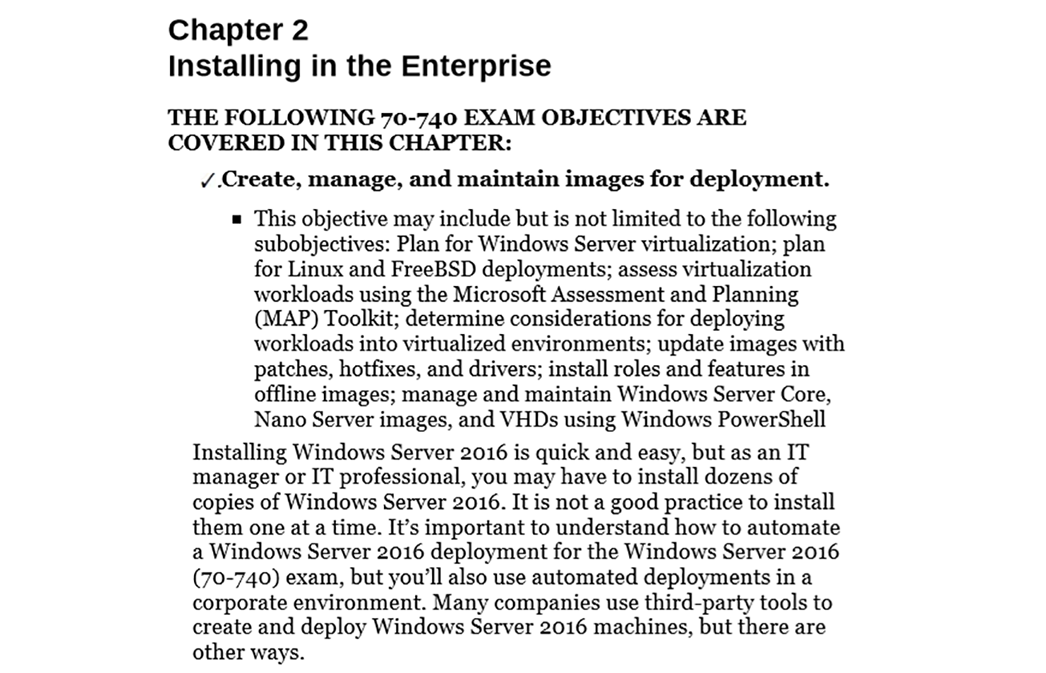 Chapter 2
Installing in the Enterprise
THE FOLLOWING 70-740 EXAM OBJECTIVES ARE
COVERED IN THIS CHAPTER:
✓.Create, manage, and maintain images for deployment.
■ This objective may include but is not limited to the following
subobjectives: Plan for Windows Server virtualization; plan
for Linux and FreeBSD deployments; assess virtualization
workloads using the Microsoft Assessment and Planning
(MAP) Toolkit; determine considerations for deploying
workloads into virtualized environments; update images with
patches, hotfixes, and drivers; install roles and features in
offline images; manage and maintain Windows Server Core,
Nano Server images, and VHDs using Windows PowerShell
Installing Windows Server 2016 is quick and easy, but as an IT
manager or IT professional, you may have to install dozens of
copies of Windows Server 2016. It is not a good practice to install
them one at a time. It’s important to understand how to automate
a Windows Server 2016 deployment for the Windows Server 2016
(70-740) exam, but you’ll also use automated deployments in a
corporate environment. Many companies use third-party tools to
create and deploy Windows Server 2016 machines, but there are
other ways.